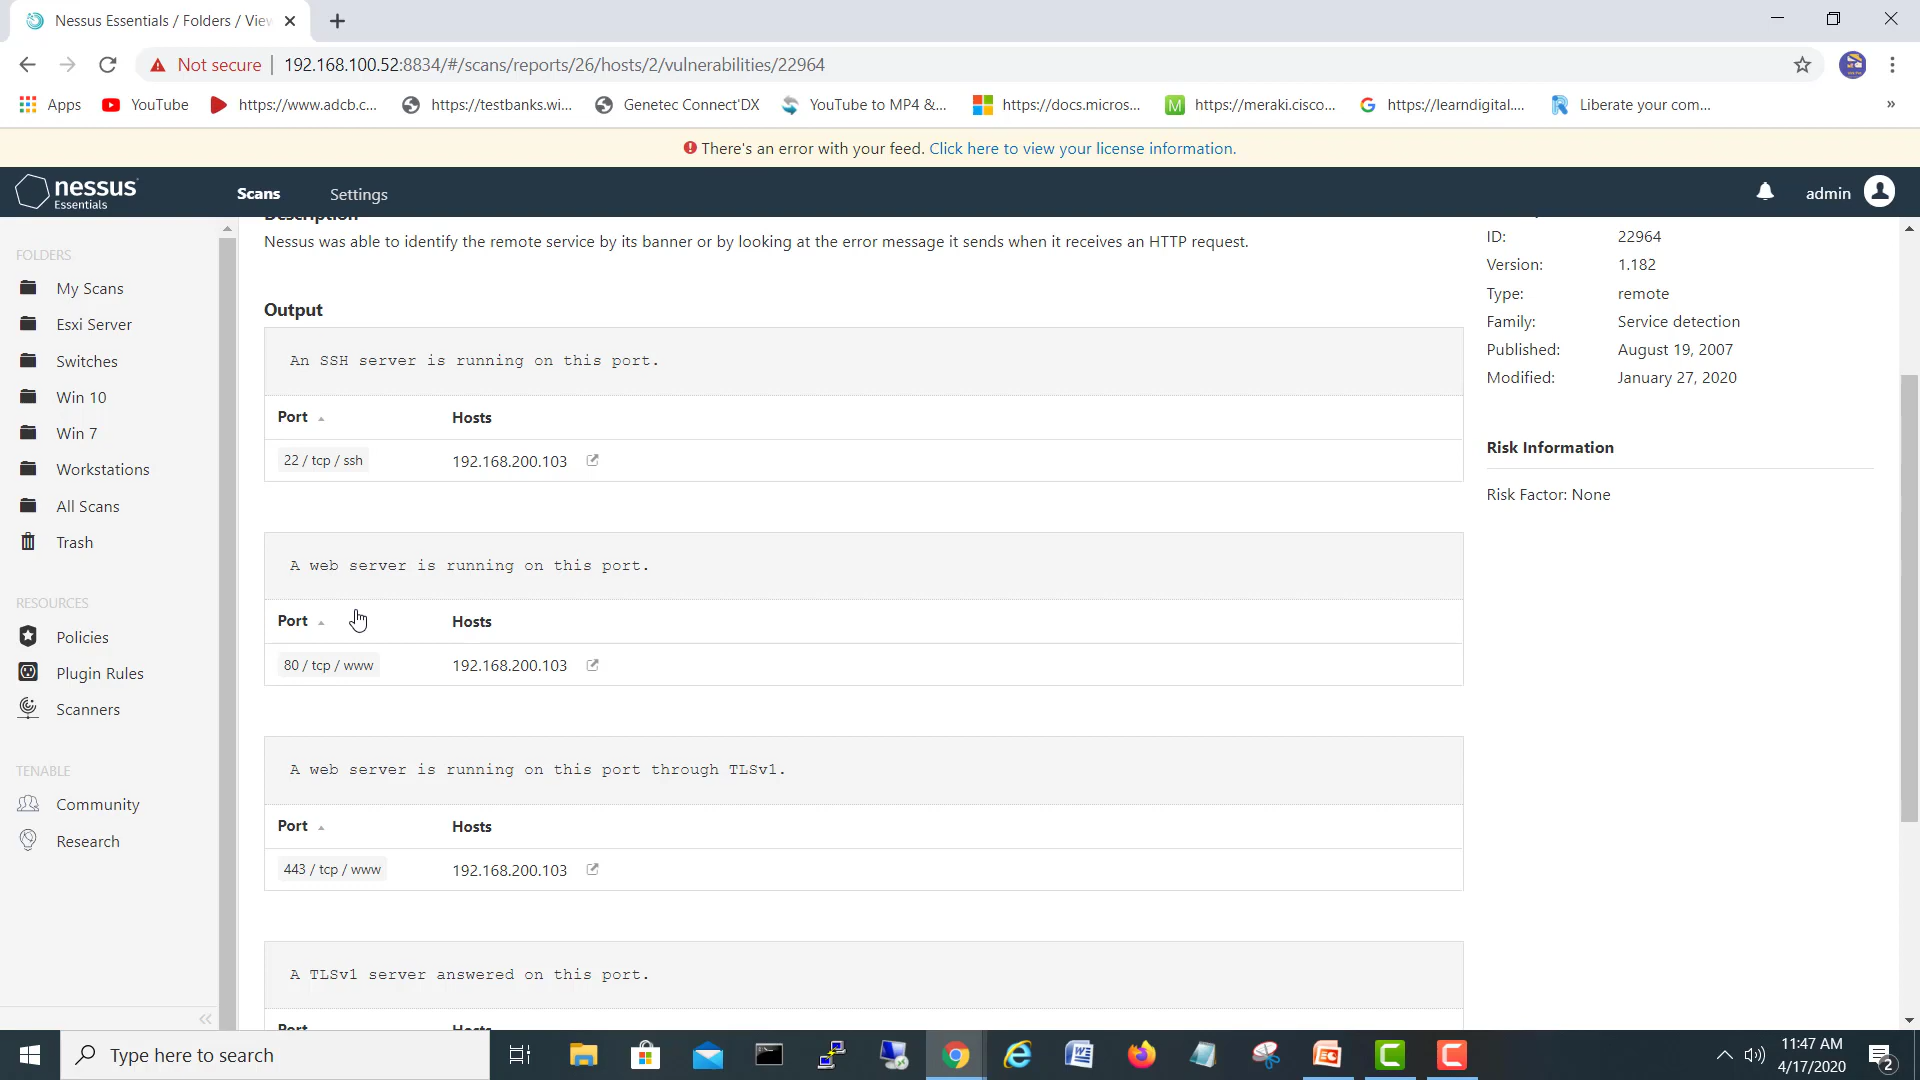 Nessus Essentials / Folders / View
Not secure
192.168.100.52:8834/#/scans/reports/26/hosts/2/vulnerabilities/22964
Apps
YouTube
https://www.adcb.c...
https://testbanks.wi...
Genetec Connect'DX
YouTube to MP4 &...
https://docs.micros...
https://meraki.cisco...
https://learndigital....
Liberate your com...
»
There's an error with your feed. Click here to view your license information.
nessus
Essentials
Scans
Settings
admin
FOLDERS
My Scans
Esxi Server
Switches
Win 10
Win 7
Workstations
All Scans
Trash
RESOURCES
Policies
Plugin Rules
Scanners
TENABLE
Community
Research
Description
Nessus was able to identify the remote service by its banner or by looking at the error message it sends when it receives an HTTP request.
Output
An SSH server is running on this port.
Port Hosts
22 / tcp / ssh 192.168.200.103
A web server is running on this port.
Port Hosts
80 / tcp / www 192.168.200.103
A web server is running on this port through TLSv1.
Port Hosts
443 / tcp / www 192.168.200.103
A TLSv1 server answered on this port.
Port Hosts
ID: 22964
Version: 1.182
Type: remote
Family: Service detection
Published: August 19, 2007
Modified: January 27, 2020
Risk Information
Risk Factor: None
Type here to search
11:47 AM
4/17/2020
2